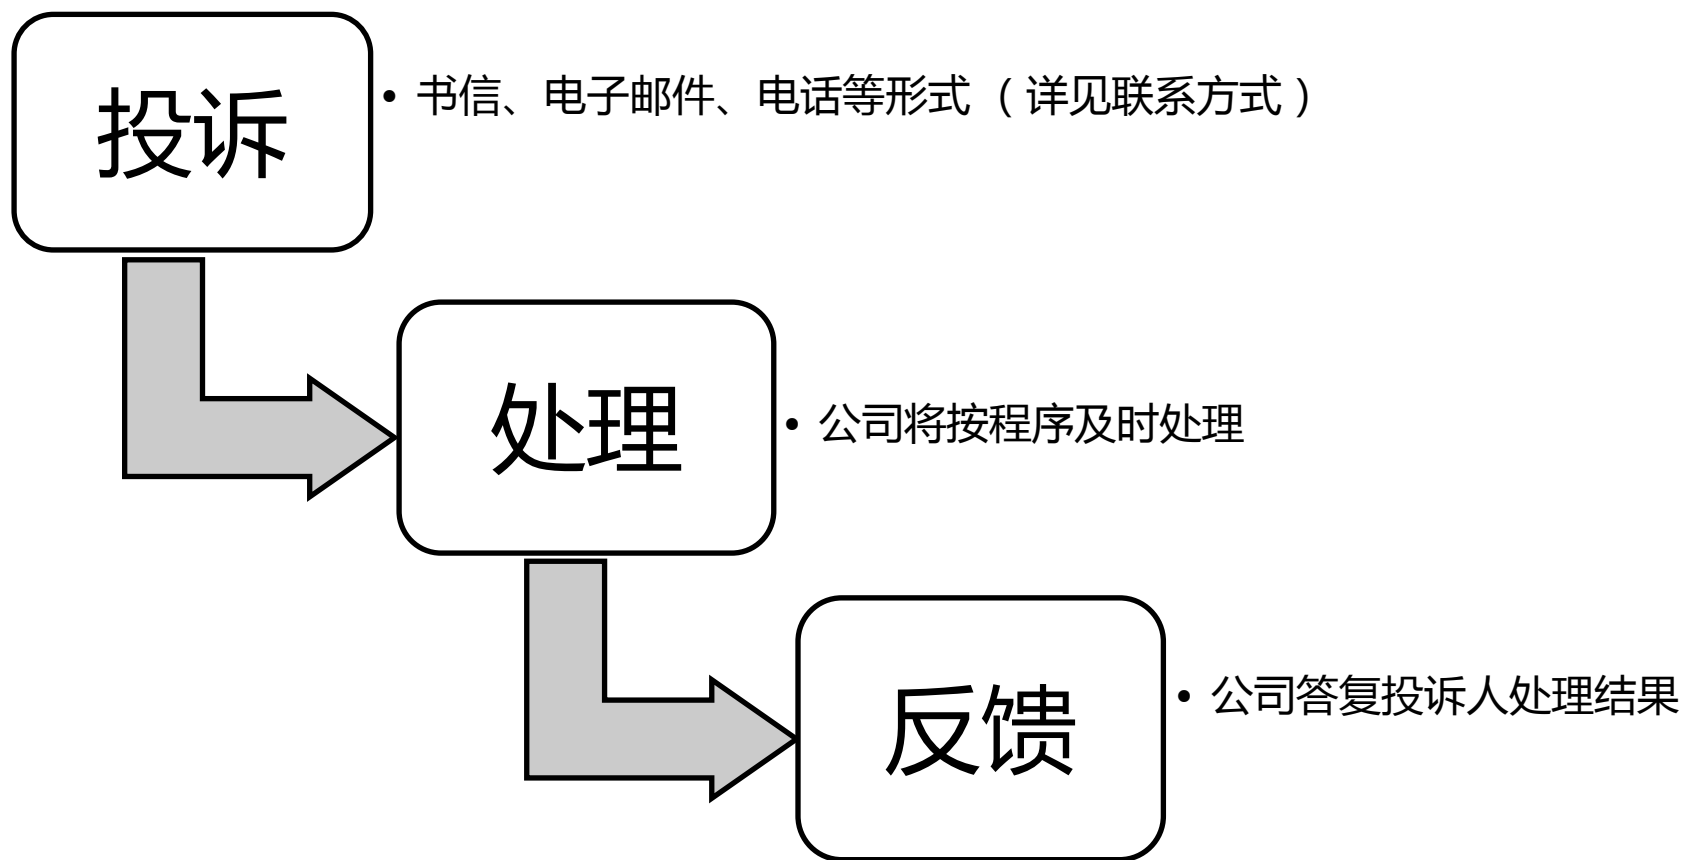 投诉
• 书信、电子邮件、电话等形式（详见联系方式）
处理
• 公司将按程序及时处理
反馈
• 公司答复投诉人处理结果